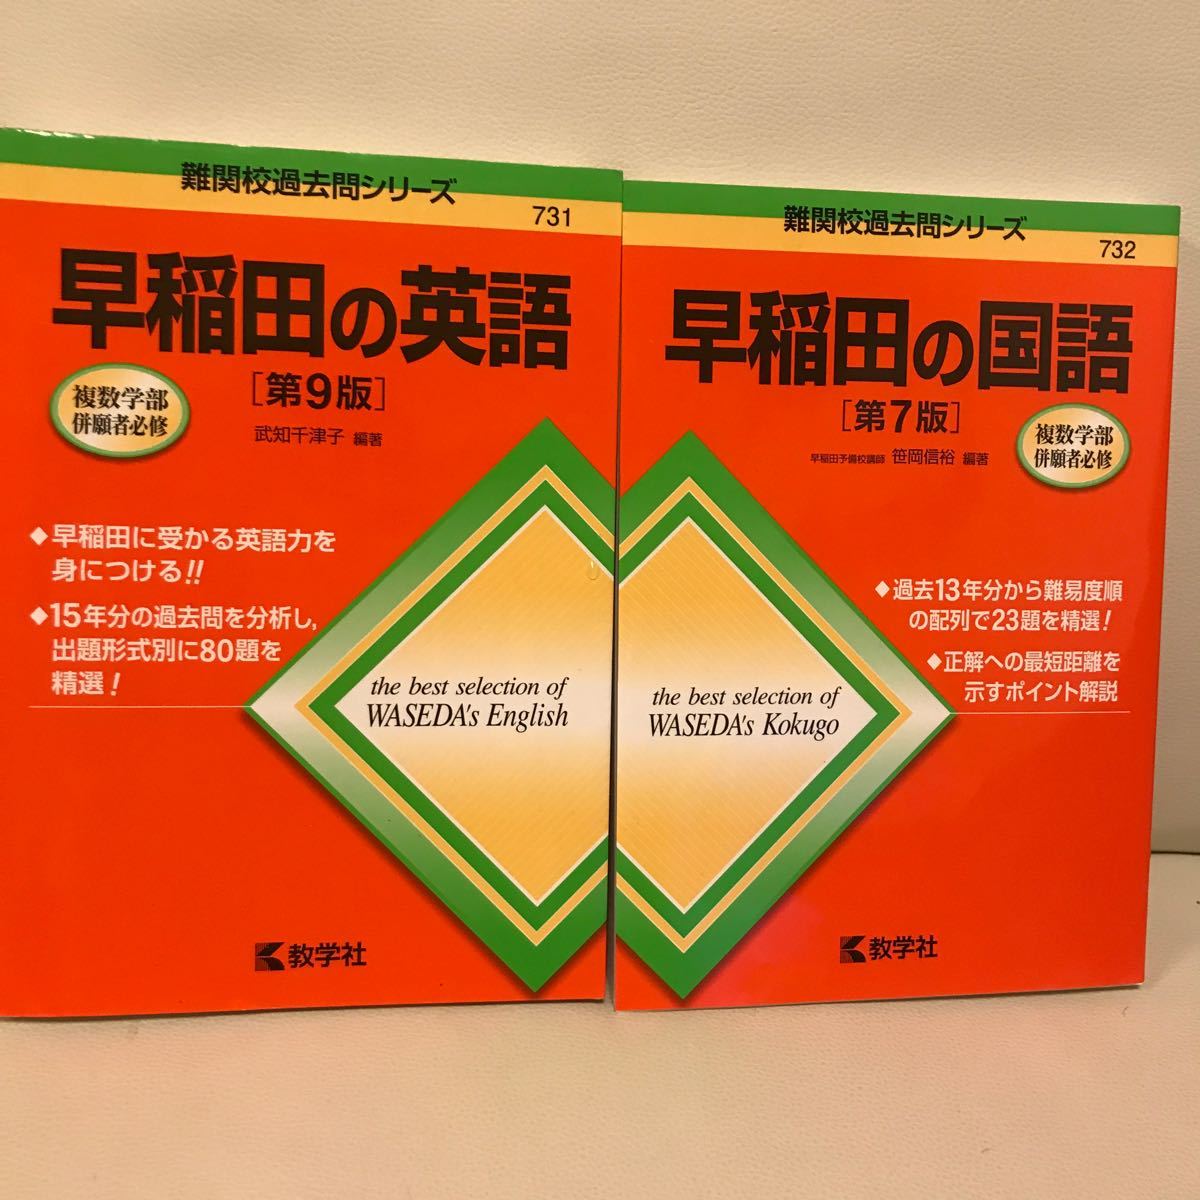 難関校過去問シリーズ
731
早稲田の英語
[第9版]
複数学部
併願者必修
武知千津子 編著
◆早稲田に受かる英語力を
身につける!!
◆15年分の過去問を分析し,
出題形式別に80題を
精選!
the best selection of
WASEDA's English
教学社
難関校過去問シリーズ
732
早稲田の国語
[第7版]
早稲田予備校講師 笹岡信裕 編著
複数学部
併願者必修
◆過去13年分から難易度順
の配列で23題を精選!
◆正解への最短距離を
示すポイント解説
the best selection of
WASEDA's Kokugo
教学社